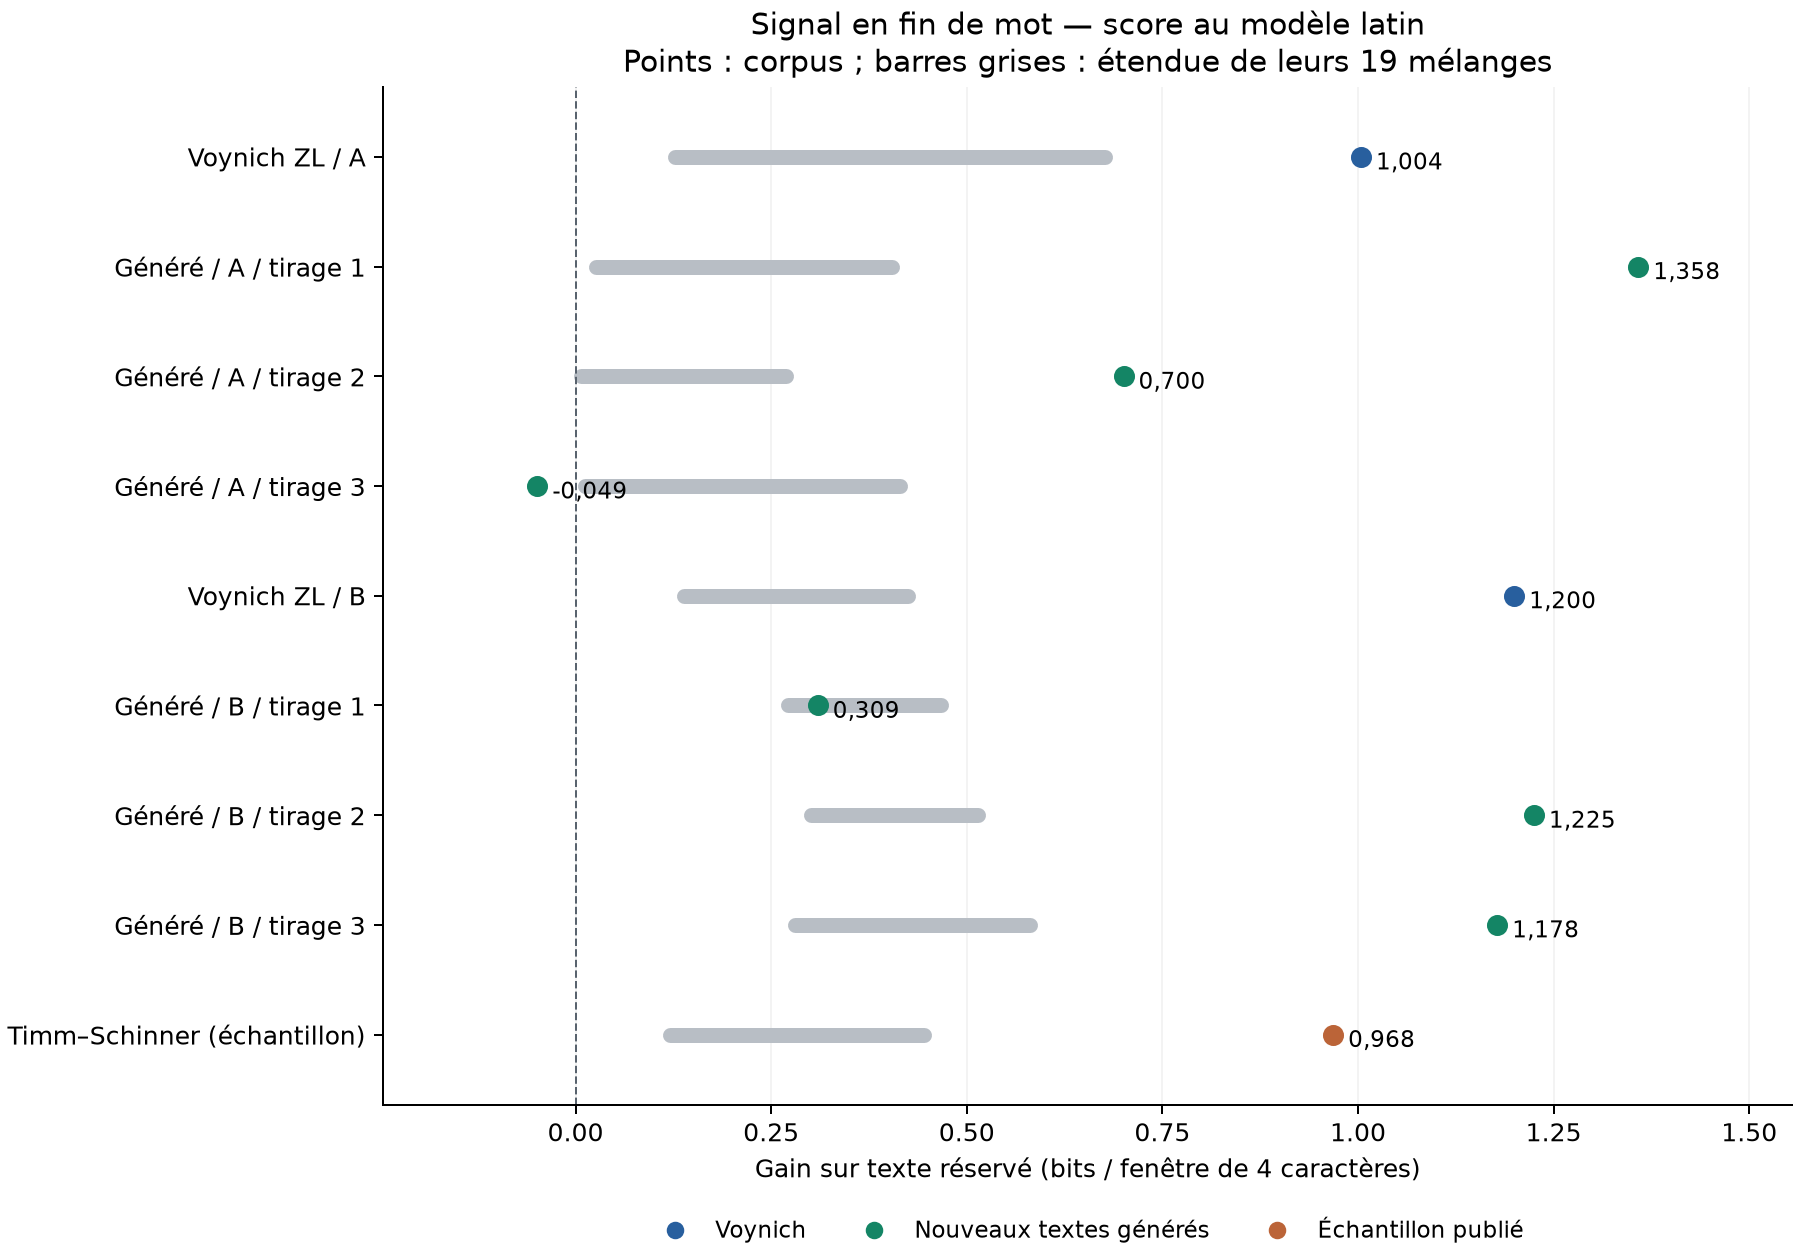 Signal en fin de mot — score au modèle latin
Points : corpus ; barres grises : étendue de leurs 19 mélanges
Voynich ZL / A
1,004
Généré / A / tirage 1
1,358
Généré / A / tirage 2
0,700
Généré / A / tirage 3
-0,049
Voynich ZL / B
1,200
Généré / B / tirage 1
0,309
Généré / B / tirage 2
1,225
Généré / B / tirage 3
1,178
Timm–Schinner (échantillon)
0,968
0.00 0.25 0.50 0.75 1.00 1.25 1.50
Gain sur texte réservé (bits / fenêtre de 4 caractères)
Voynich Nouveaux textes générés Échantillon publié